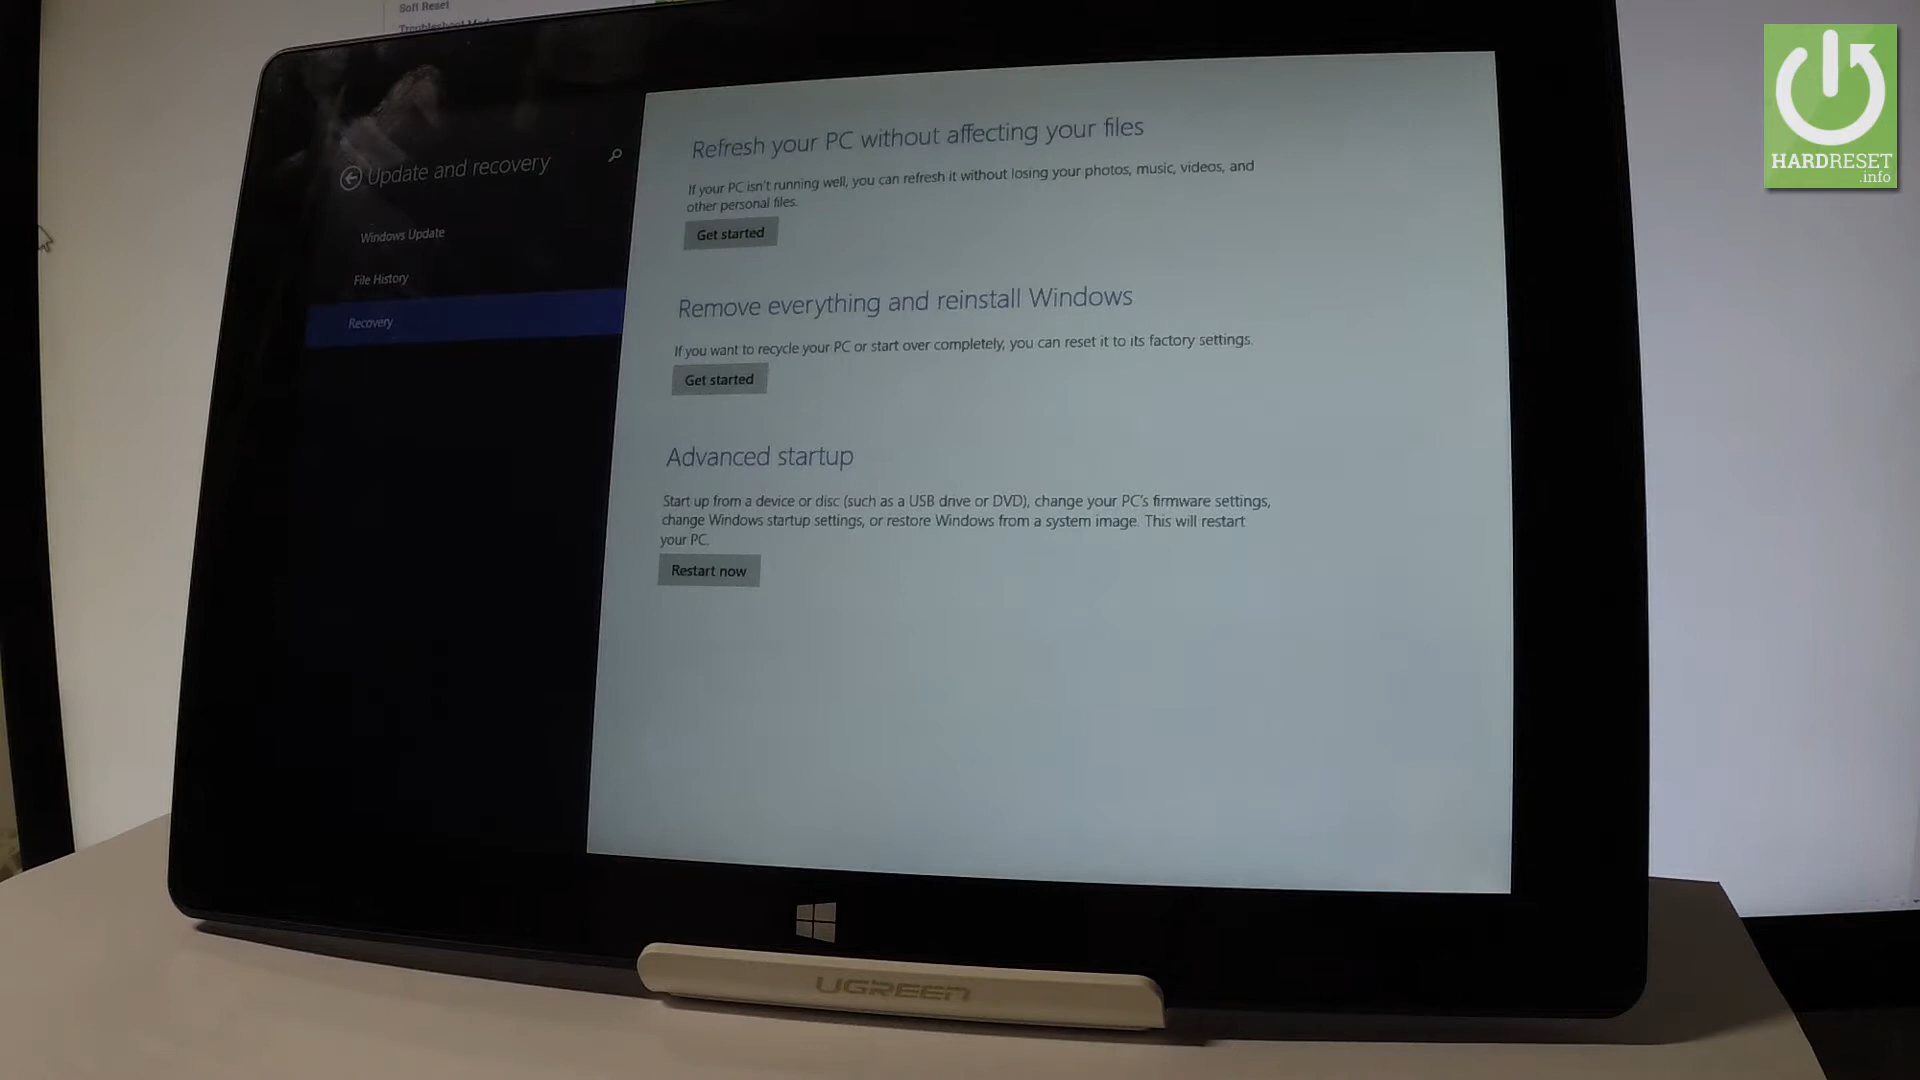 Soft Reset
Troubleshoot Mode
HARDRESET
.info
Update and recovery
Windows Update
File History
Recovery
Refresh your PC without affecting your files
If your PC isn't running well, you can refresh it without losing your photos, music, videos, and
other personal files.
Get started
Remove everything and reinstall Windows
If you want to recycle your PC or start over completely, you can reset it to its factory settings.
Get started
Advanced startup
Start up from a device or disc (such as a USB drive or DVD), change your PC's firmware settings,
change Windows startup settings, or restore Windows from a system image. This will restart
your PC.
Restart now
UGREEN